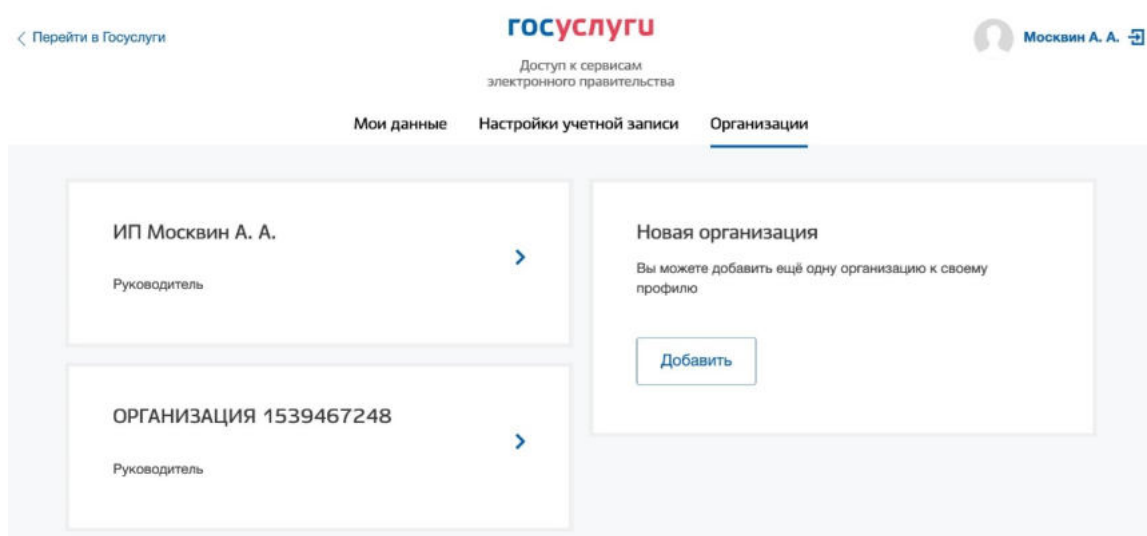 Перейти в Госуслуги
госуслуги
Москвин А. А.
Доступ к сервисам
электронного правительства
Мои данные
Настройки учетной записи
Организации
ИП Москвин А. А.
Руководитель
ОРГАНИЗАЦИЯ 1539467248
Руководитель
Новая организация
Вы можете добавить ещё одну организацию к своему
профилю
Добавить